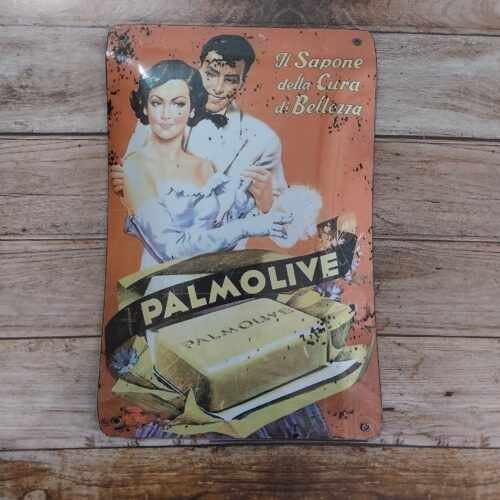 Il Sapone
della Cura
di Bellezza
PALMOLIVE
PALMOLIVE